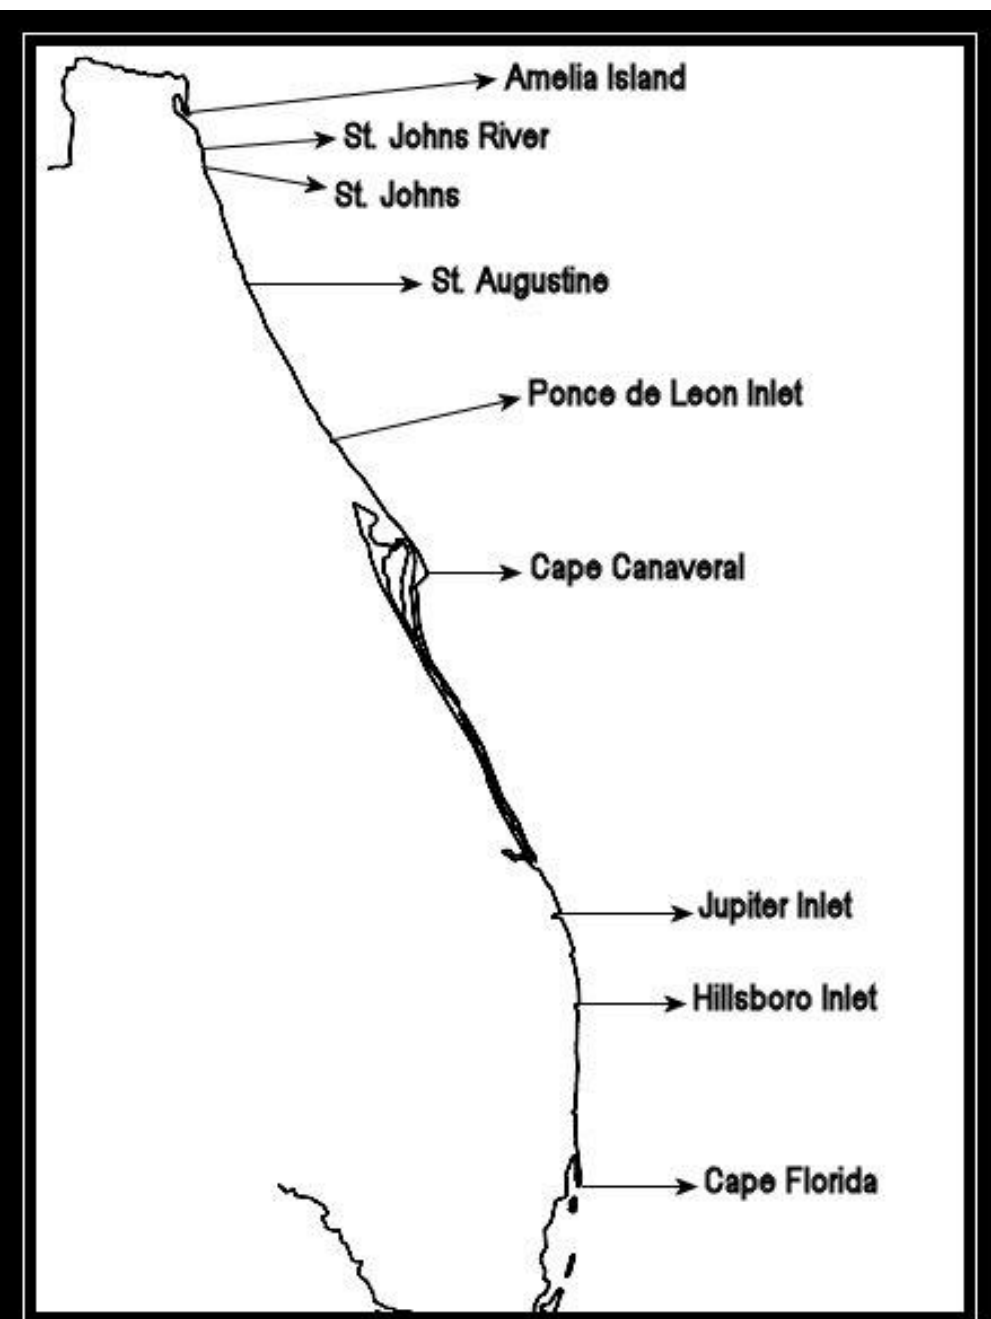 Amelia Island
St. Johns River
St. Johns
St. Augustine
Ponce de Leon Inlet
Cape Canaveral
Jupiter Inlet
Hillsboro Inlet
Cape Florida